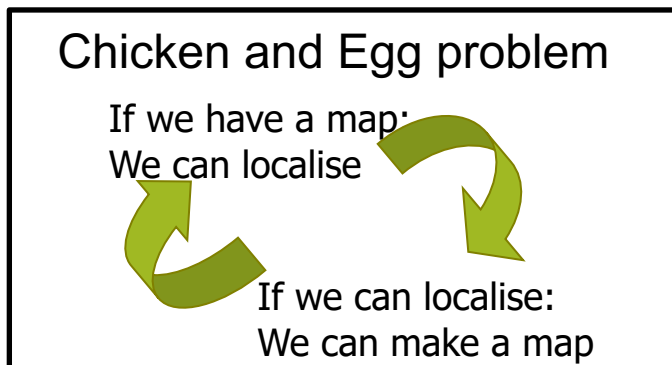 Chicken and Egg problem
If we have a map:
We can localise
If we can localise:
We can make a map